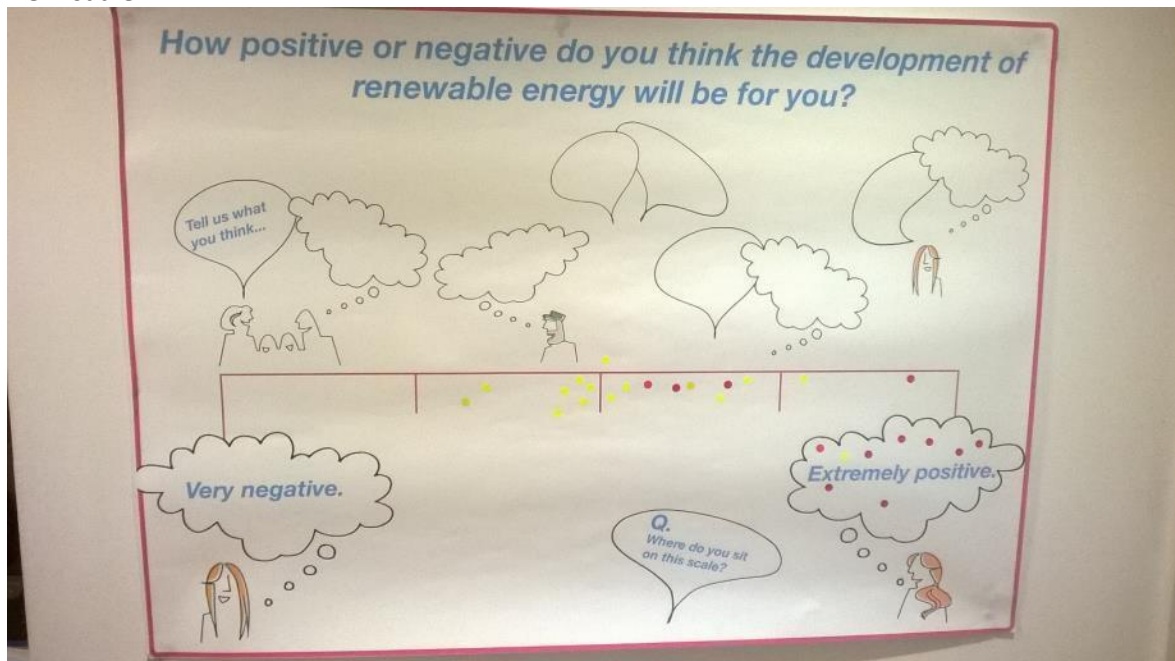 How positive or negative do you think the development of
renewable energy will be for you?
Tell us what
you think...
Very negative.
Extremely positive.
Q.
Where do you sit
on this scale?